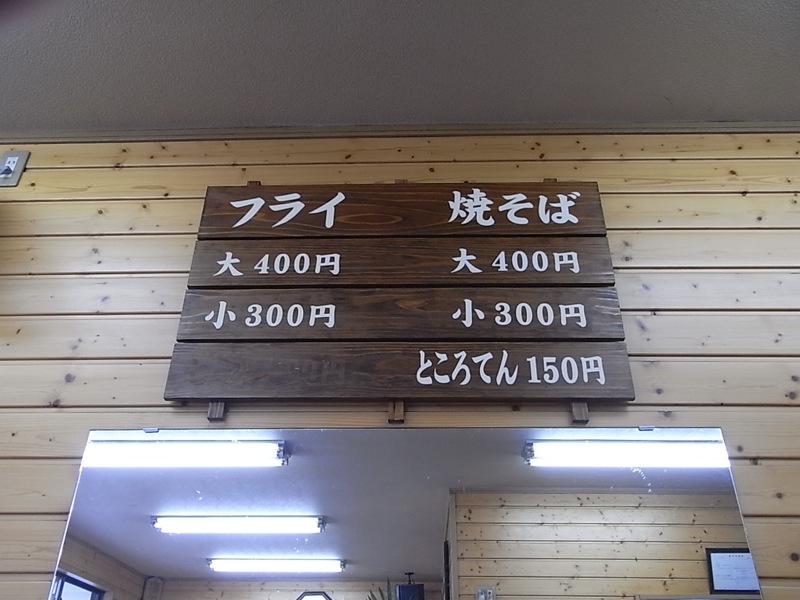 フライ 焼そば
大 400円 大 400円
小 300円 小 300円
ところてん 150円